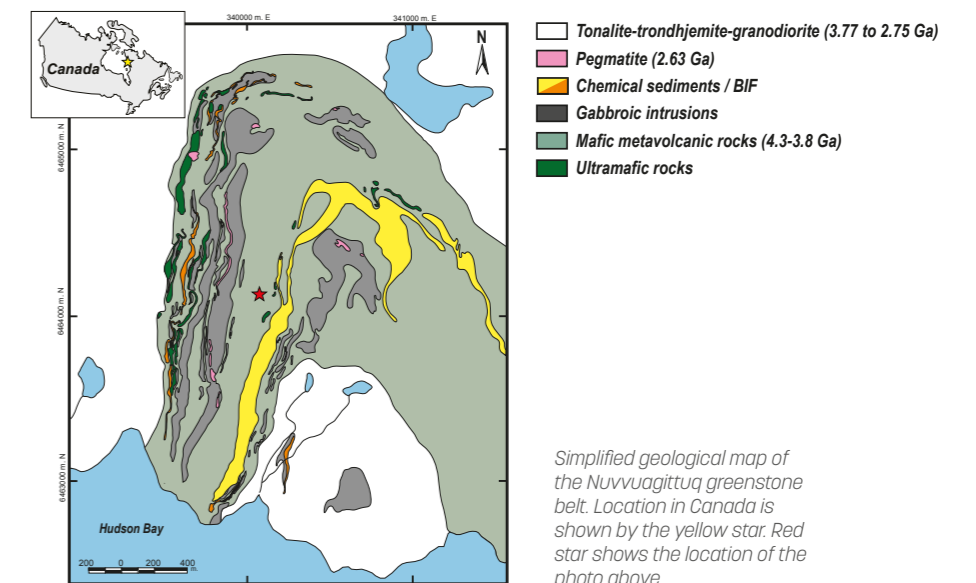 340000 m. E
341000 m. E
Canada
N
6465000 m. N
6464000 m. N
6463000 m. N
Hudson Bay
200 0 200 400
m.
Tonalite-trondhjemite-granodiorite (3.77 to 2.75 Ga)
Pegmatite (2.63 Ga)
Chemical sediments / BIF
Gabbroic intrusions
Mafic metavolcanic rocks (4.3-3.8 Ga)
Ultramafic rocks
Simplified geological map of
the Nuvvuagittuq greenstone
belt. Location in Canada is
shown by the yellow star. Red
star shows the location of the
photo above